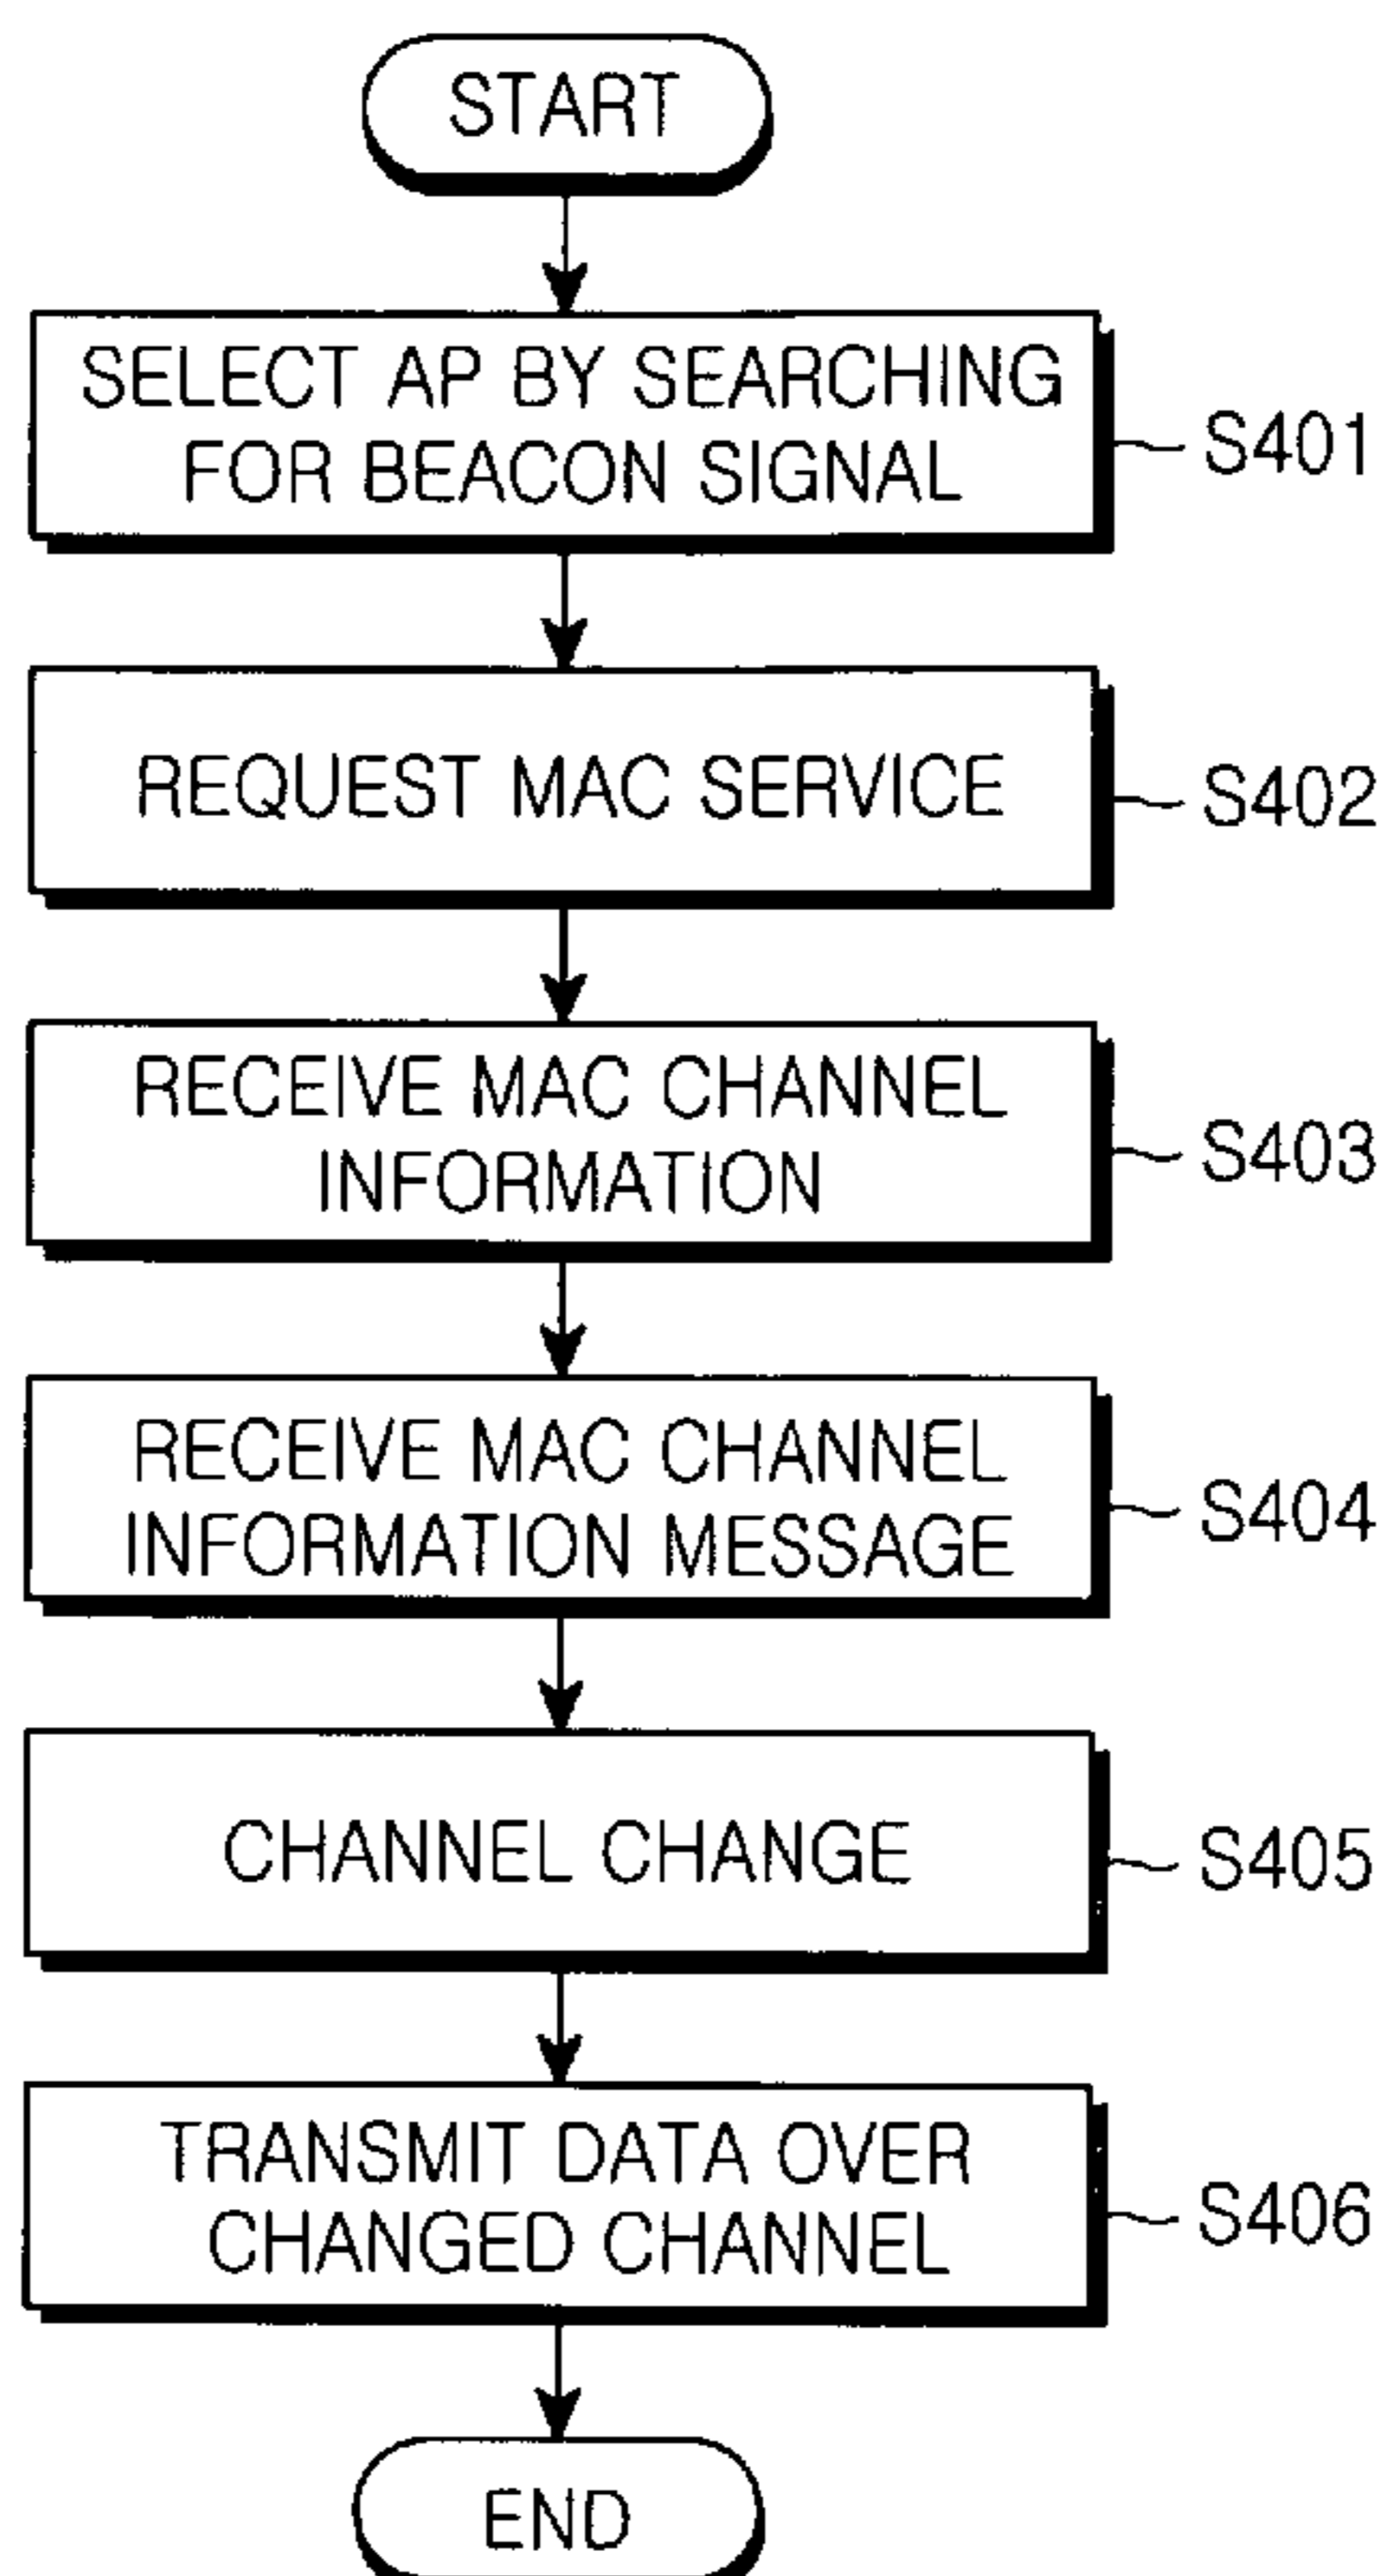 START
SELECT AP BY SEARCHING
FOR BEACON SIGNAL
S401
REQUEST MAC SERVICE
S402
RECEIVE MAC CHANNEL
INFORMATION
S403
RECEIVE MAC CHANNEL
INFORMATION MESSAGE
S404
CHANNEL CHANGE
S405
TRANSMIT DATA OVER
CHANGED CHANNEL
S406
END